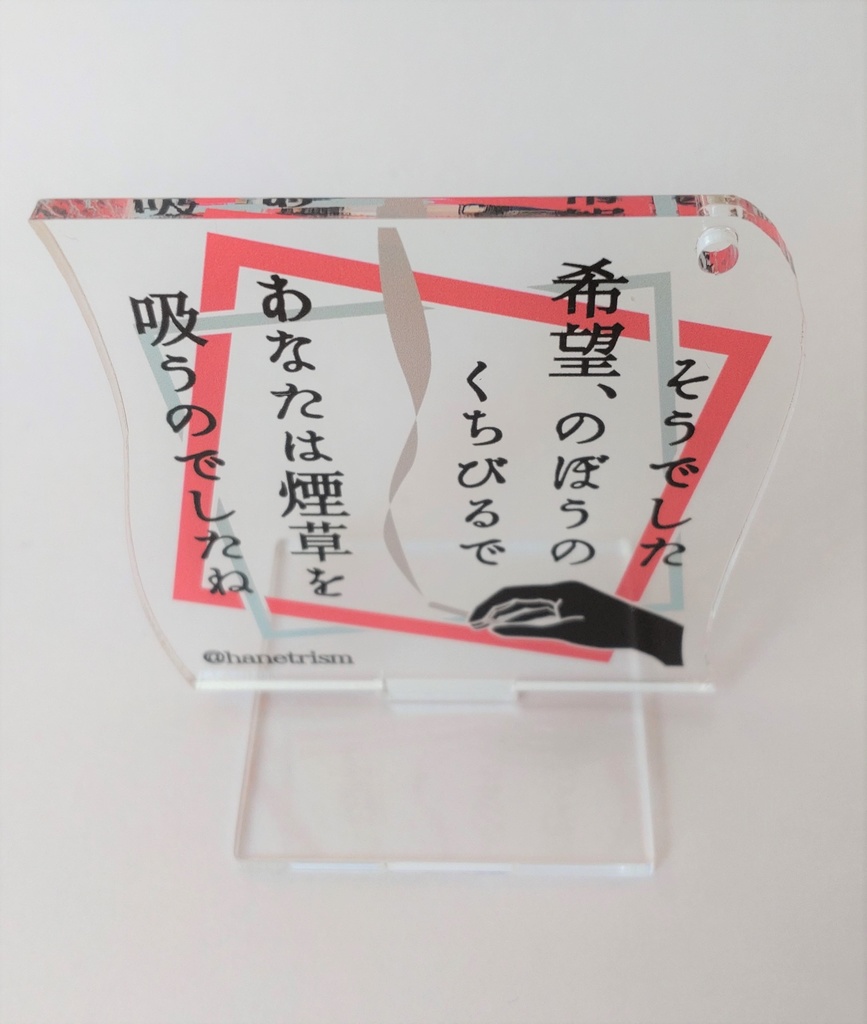 そうでした
希望、のぼうの
くちびるで
あなたは煙草を
吸うのでしたね
@hanetrism